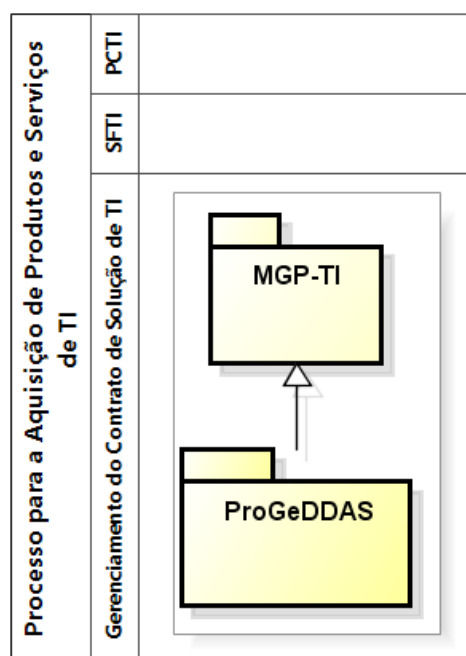 Processo para a Aquisição de Produtos e Serviços
de TI
PCTI
SFTI
Gerenciamento do Contrato de Solução de TI
MGP-TI
ProGeDDAS